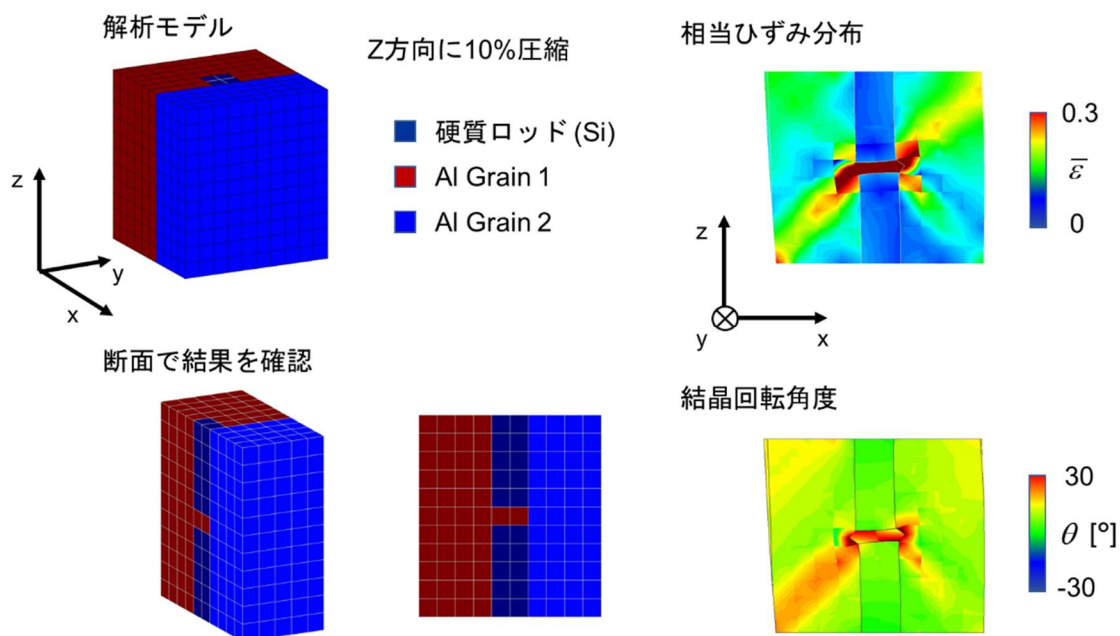 解析モデル
Z方向に10%圧縮
硬質ロッド(Si)
Al Grain 1
Al Grain 2
z
y
x
相当ひずみ分布
0.3
ε̅
0
z
y
x
断面で結果を確認
結晶回転角度
30
θ [°]
-30